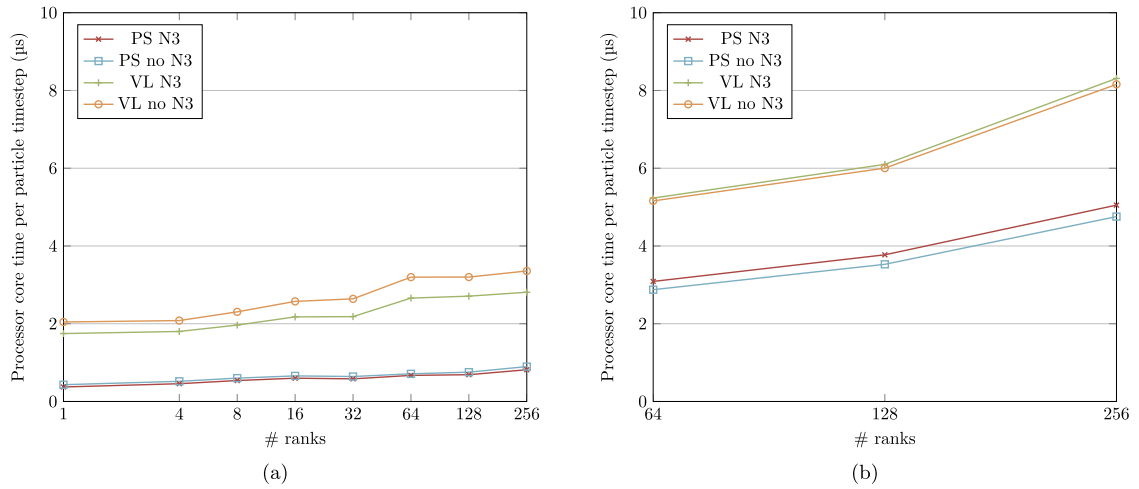 Processor core time per particle timestep (µs)
10
8
6
4
2
0
PS N3
PS no N3
VL N3
VL no N3
1 4 8 16 32 64 128 256
# ranks
(a)
Processor core time per particle timestep (µs)
10
8
6
4
2
0
PS N3
PS no N3
VL N3
VL no N3
64 128 256
# ranks
(b)